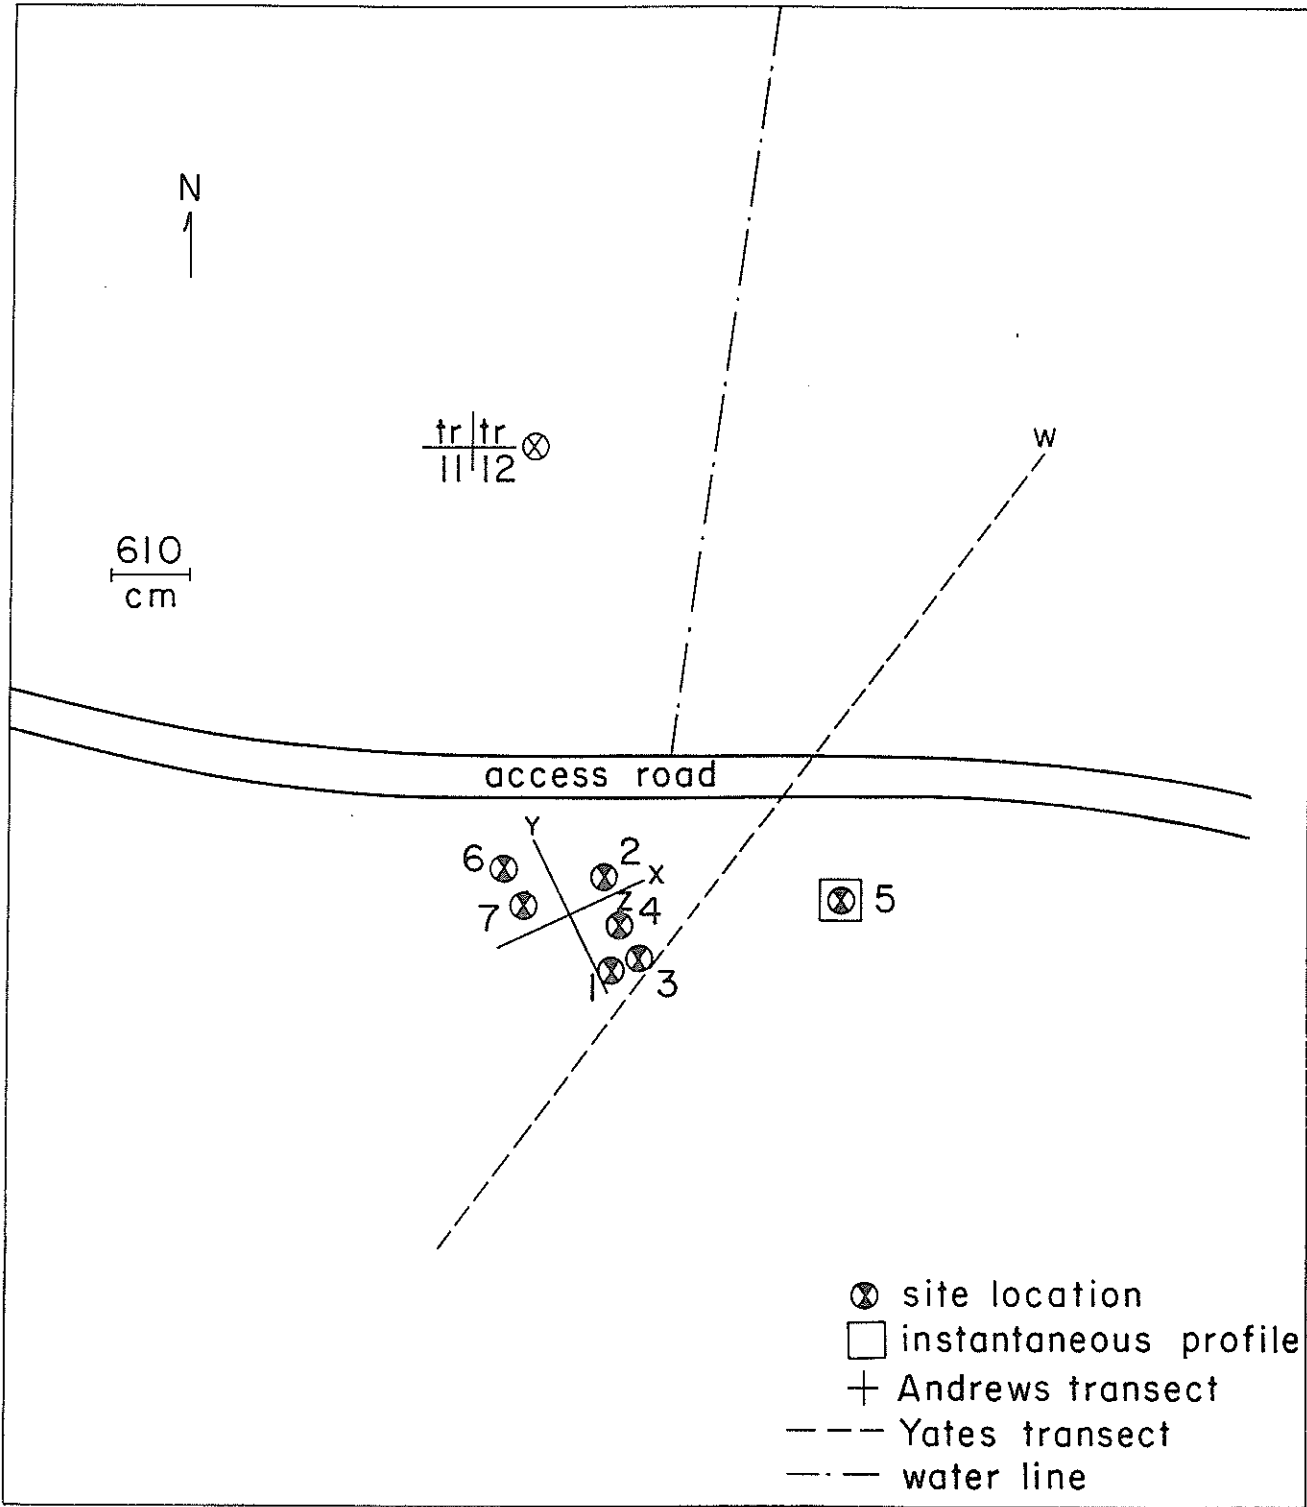 N
tr tr
11 12
W
610
cm
access road
Y
6
2
X
7
Z
4
5
1
3
site location
instantaneous profile
Andrews transect
Yates transect
water line